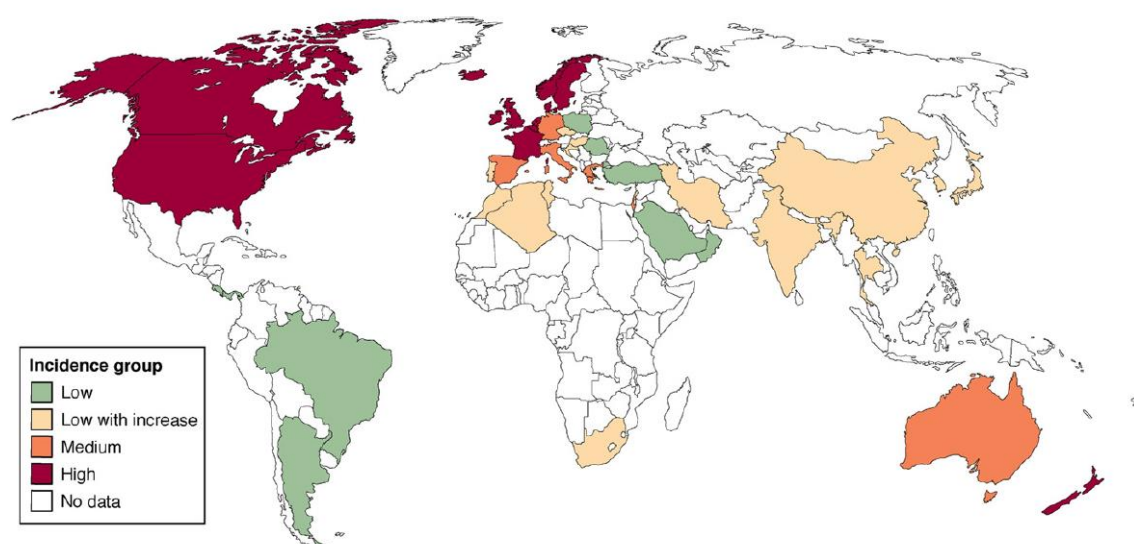 Incidence group
Low
Low with increase
Medium
High
No data